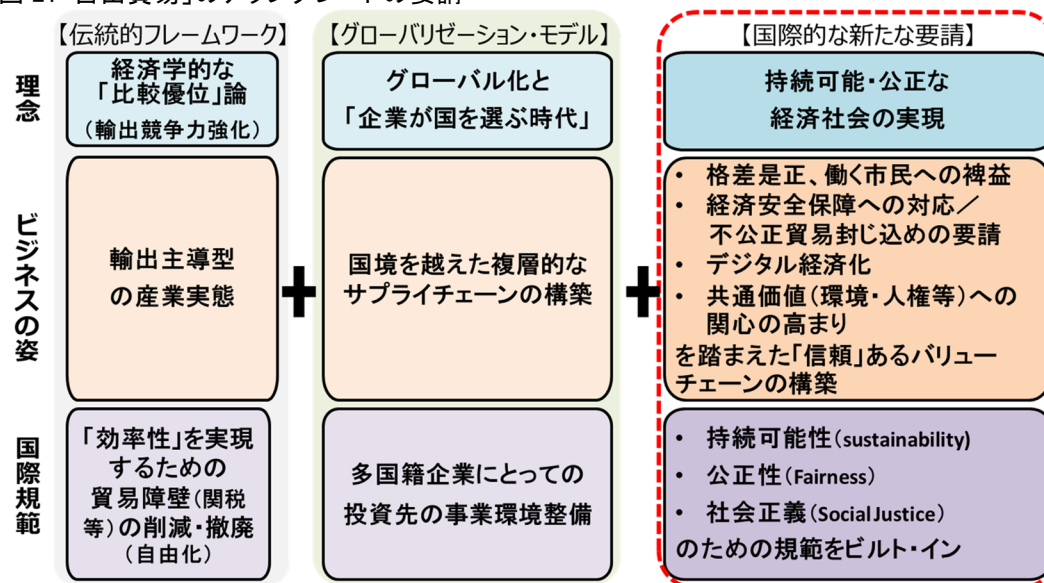 【伝統的フレームワーク】
【グローバリゼーション・モデル】
【国際的な新たな要請】
理念
経済学的な
「比較優位」論
(輸出競争力強化)
グローバル化と
「企業が国を選ぶ時代」
持続可能・公正な
経済社会の実現
ビジネスの姿
輸出主導型
の産業実態
国境を越えた複層的な
サプライチェーンの構築
• 格差是正、働く市民への裨益
• 経済安全保障への対応/
不公正貿易封じ込めの要請
• デジタル経済化
• 共通価値(環境・人権等)への
関心の高まり
を踏まえた「信頼」あるバリュー
チェーンの構築
国際規範
「効率性」を実現
するための
貿易障壁(関税
等)の削減・撤廃
(自由化)
多国籍企業にとっての
投資先の事業環境整備
• 持続可能性(sustainability)
• 公正性(Fairness)
• 社会正義(Social Justice)
のための規範をビルト・イン